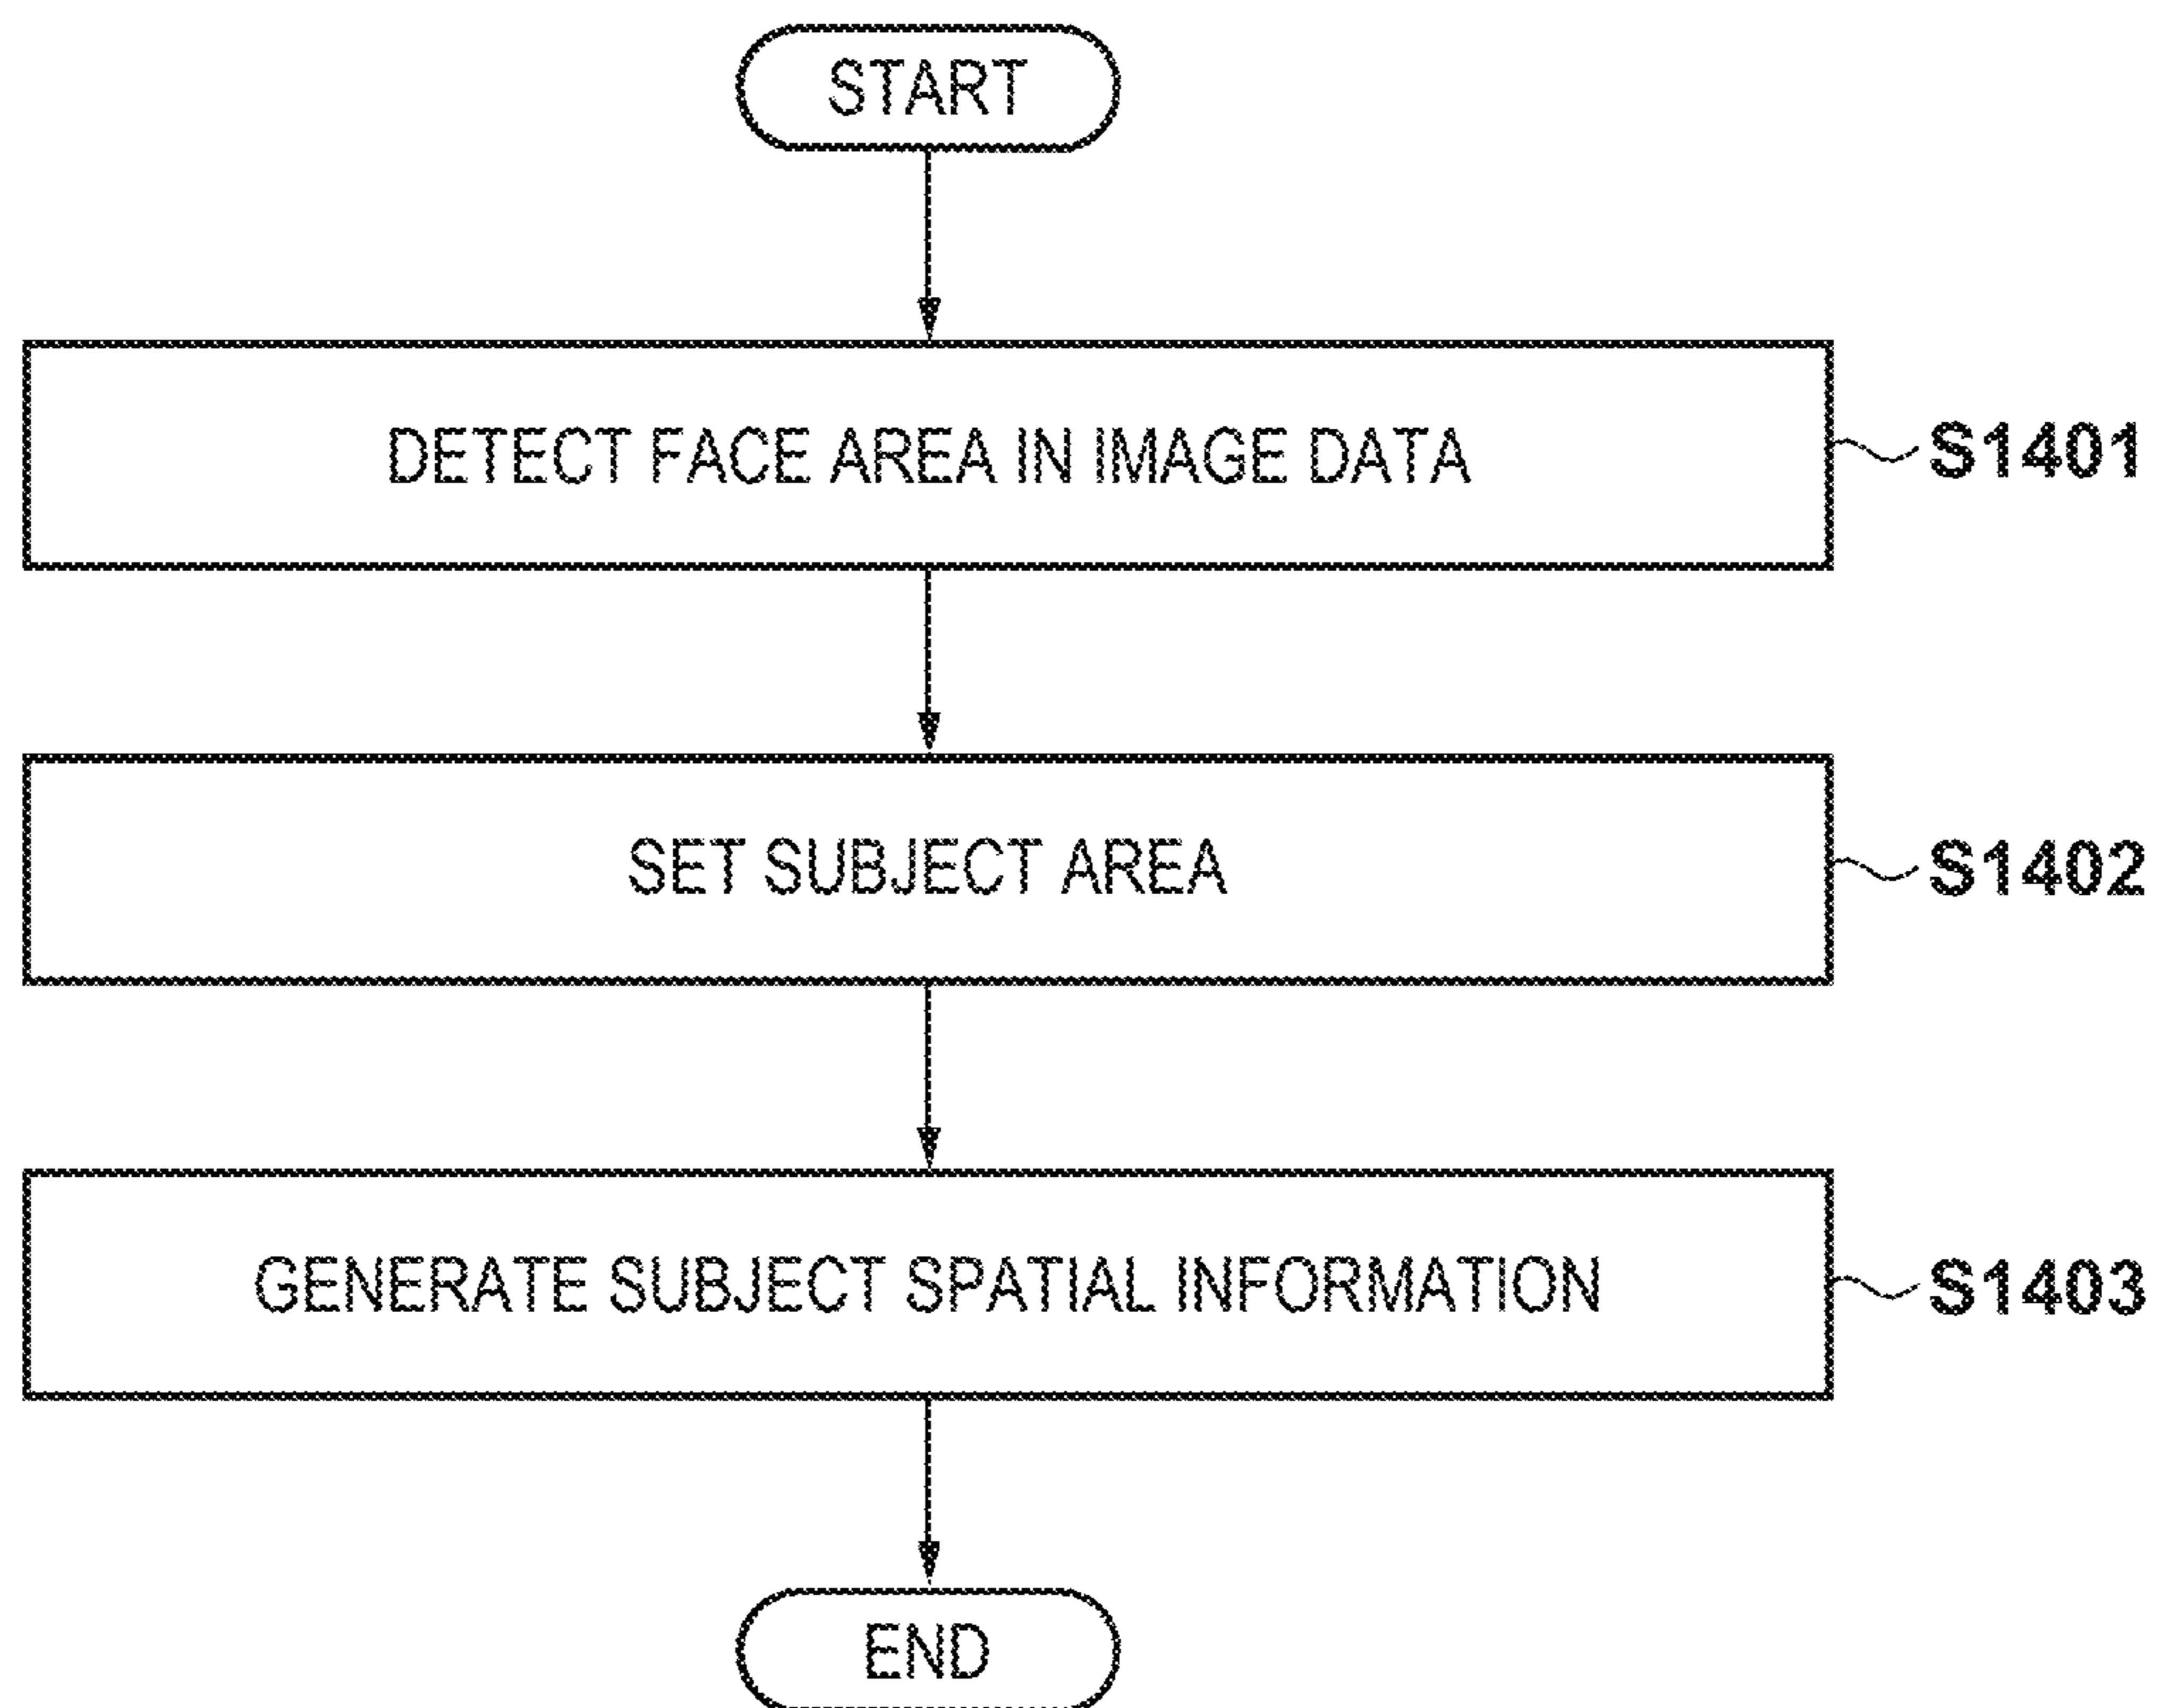 START
DETECT FACE AREA IN IMAGE DATA
S1401
SET SUBJECT AREA
S1402
GENERATE SUBJECT SPATIAL INFORMATION
S1403
END